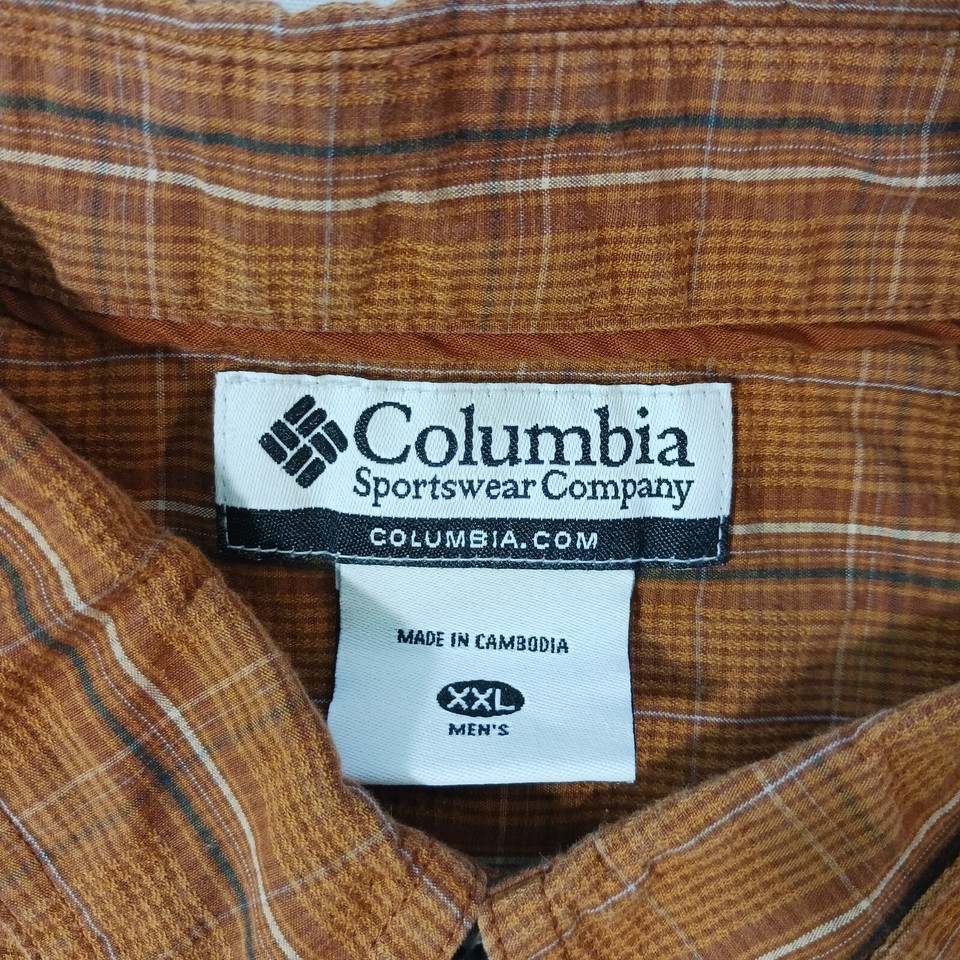 Columbia
Sportswear Company
COLUMBIA.COM
MADE IN CAMBODIA
XXL
MEN'S